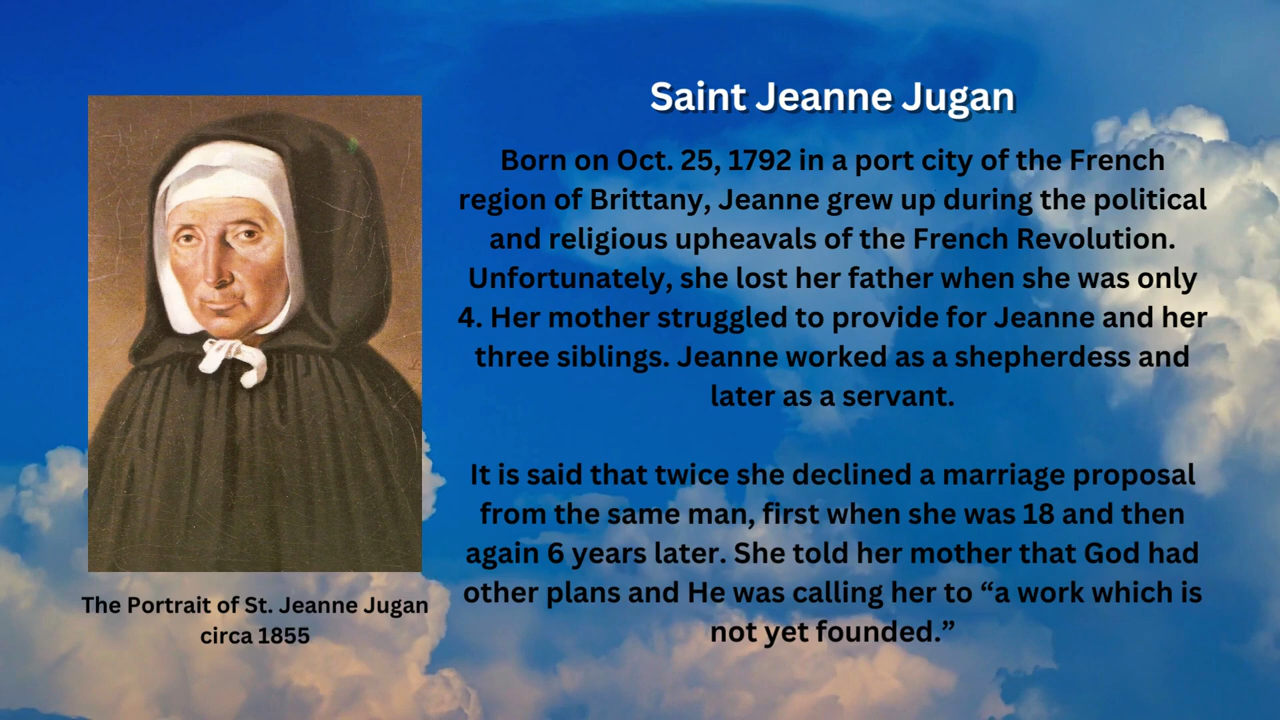 Saint Jeanne Jugan
Born on Oct. 25, 1792 in a port city of the French
region of Brittany, Jeanne grew up during the political
and religious upheavals of the French Revolution.
Unfortunately, she lost her father when she was only
4. Her mother struggled to provide for Jeanne and her
three siblings. Jeanne worked as a shepherdess and
later as a servant.
It is said that twice she declined a marriage proposal
from the same man, first when she was 18 and then
again 6 years later. She told her mother that God had
other plans and He was calling her to “a work which is
not yet founded.”
The Portrait of St. Jeanne Jugan
circa 1855